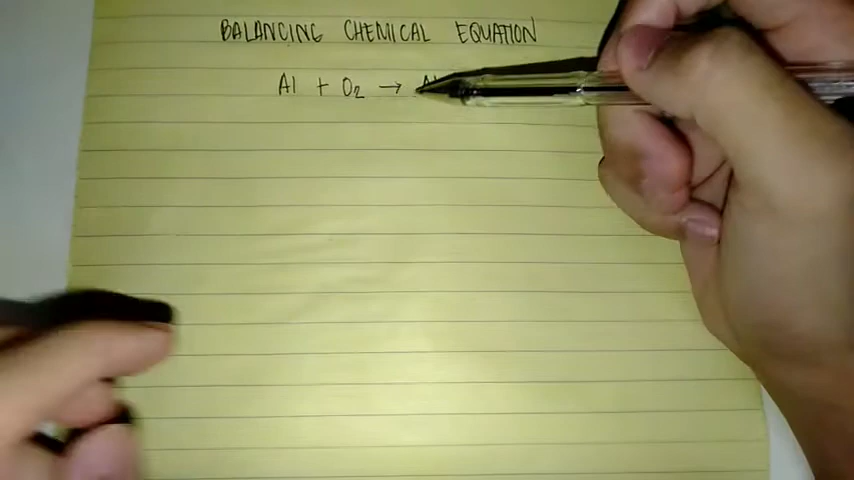 BALANCING CHEMICAL EQUATION
Al + O₂ →